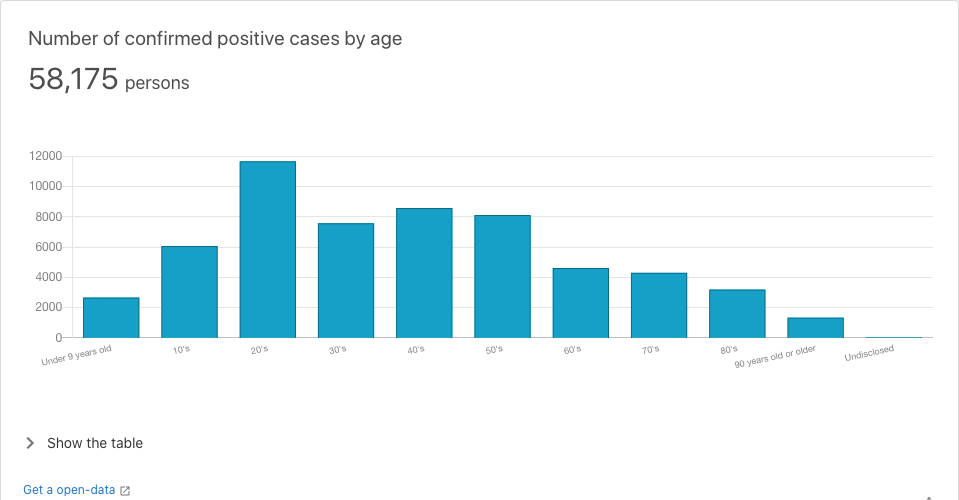 Number of confirmed positive cases by age
58,175 persons
12000
10000
8000
6000
4000
2000
0
Under 9 years old
10's
20's
30's
40's
50's
60's
70's
80's
90 years old or older
Undisclosed
Show the table
Get a open-data